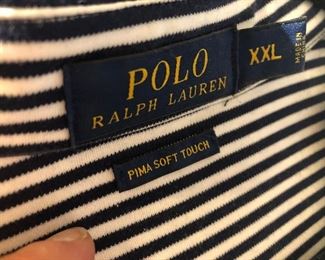 POLO
RALPH LAUREN
XXL
MADE IN
PIMA SOFT TOUCH